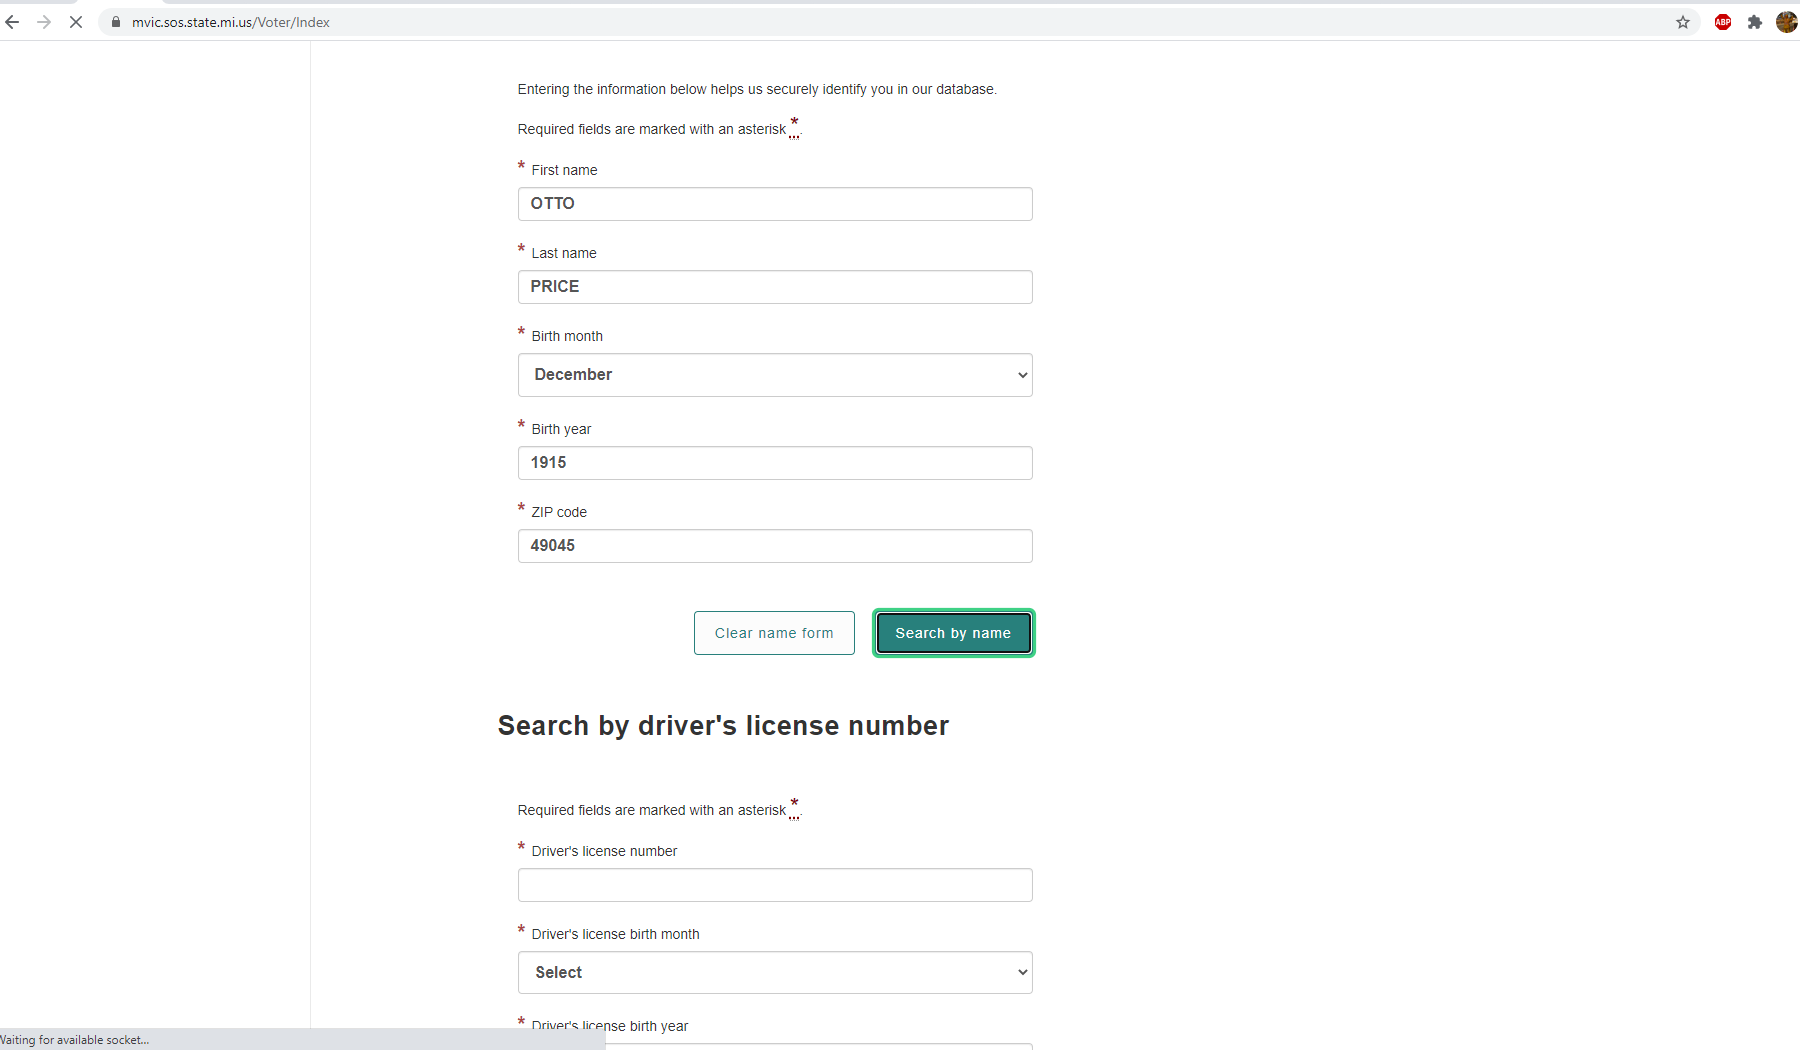 mvic.sos.state.mi.us/Voter/Index
ABP
Entering the information below helps us securely identify you in our database.
Required fields are marked with an asterisk *.
* First name
OTTO
* Last name
PRICE
* Birth month
December
* Birth year
1915
* ZIP code
49045
Clear name form Search by name
Search by driver's license number
Required fields are marked with an asterisk *.
* Driver's license number
* Driver's license birth month
Select
* Driver's license birth year
Waiting for available socket...